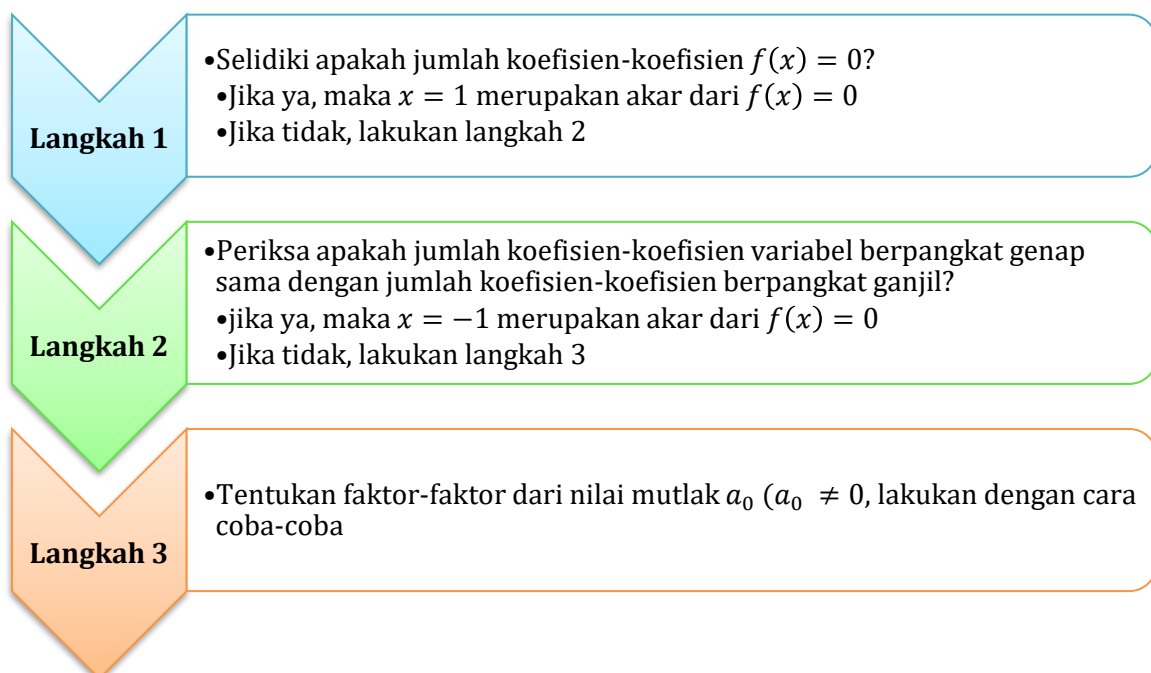 Langkah 1
•Selidiki apakah jumlah koefisien-koefisien 𝑓(𝑥) = 0?
•Jika ya, maka 𝑥 = 1 merupakan akar dari 𝑓(𝑥) = 0
•Jika tidak, lakukan langkah 2
Langkah 2
•Periksa apakah jumlah koefisien-koefisien variabel berpangkat genap
sama dengan jumlah koefisien-koefisien berpangkat ganjil?
•jika ya, maka 𝑥 = −1 merupakan akar dari 𝑓(𝑥) = 0
•Jika tidak, lakukan langkah 3
Langkah 3
•Tentukan faktor-faktor dari nilai mutlak 𝑎₀ (𝑎₀ ≠ 0, lakukan dengan cara
coba-coba